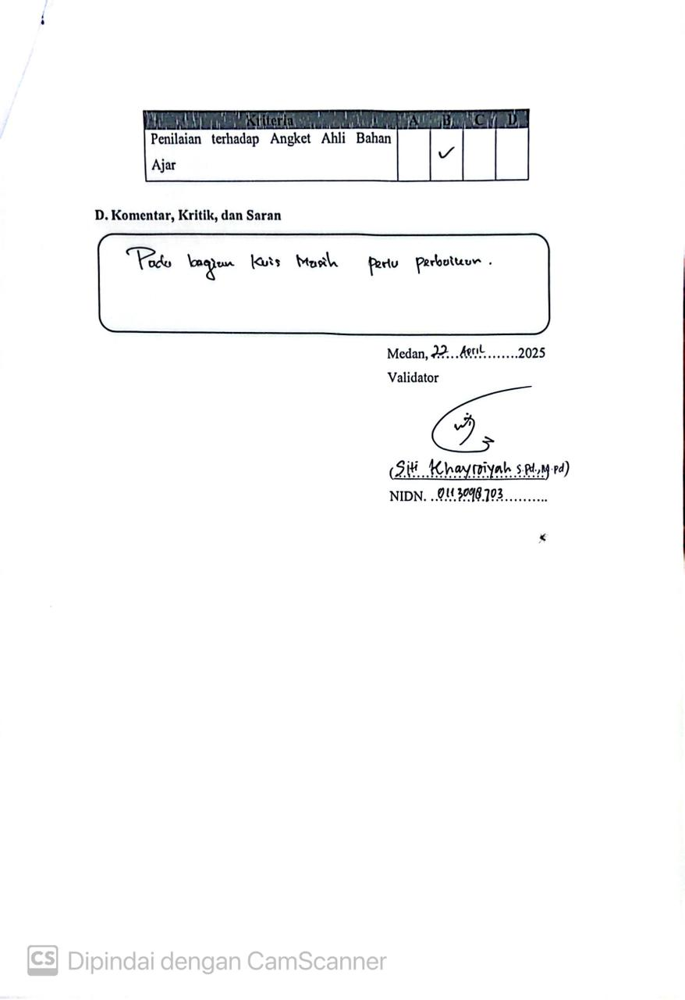 Kriteria A B C D
Penilaian terhadap Angket Ahli Bahan
Ajar ✓
D. Komentar, Kritik, dan Saran
Pada bagian Kuis Masih perlu perbaikan.
Medan, 22...April..........2025
Validator
(Siti Khayroiyah S.Pd.,M.Pd)
NIDN. ..0113098703..........
CS Dipindai dengan CamScanner